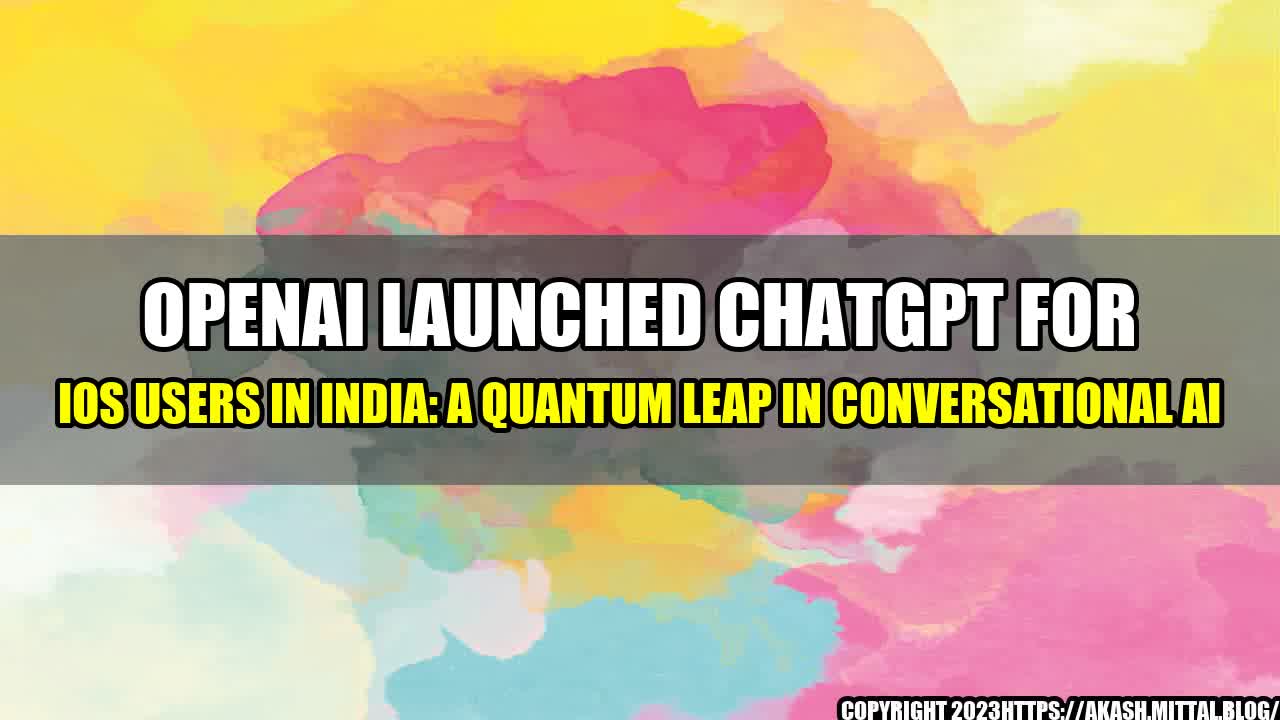 OPENAI LAUNCHED CHATGPT FOR
IOS USERS IN INDIA: A QUANTUM LEAP IN CONVERSATIONAL AI
COPYRIGHT 2023HTTPS://AKASH.MITTAL.BLOG/